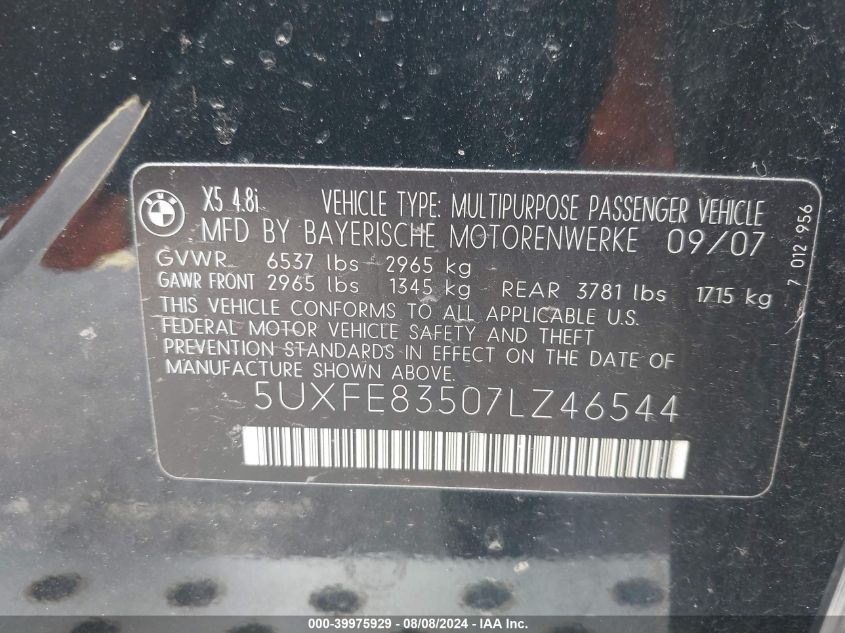 BMW
X5 4.8i VEHICLE TYPE: MULTIPURPOSE PASSENGER VEHICLE
MFD BY BAYERISCHE MOTORENWERKE 09/07
GVWR 6537 lbs 2965 kg
GAWR FRONT 2965 lbs 1345 kg REAR 3781 lbs 1715 kg
THIS VEHICLE CONFORMS TO ALL APPLICABLE U.S.
FEDERAL MOTOR VEHICLE SAFETY AND THEFT
PREVENTION STANDARDS IN EFFECT ON THE DATE OF
MANUFACTURE SHOWN ABOVE.
5UXFE83507LZ46544
7 012 956
000-39975929 - 08/08/2024 - IAA Inc.